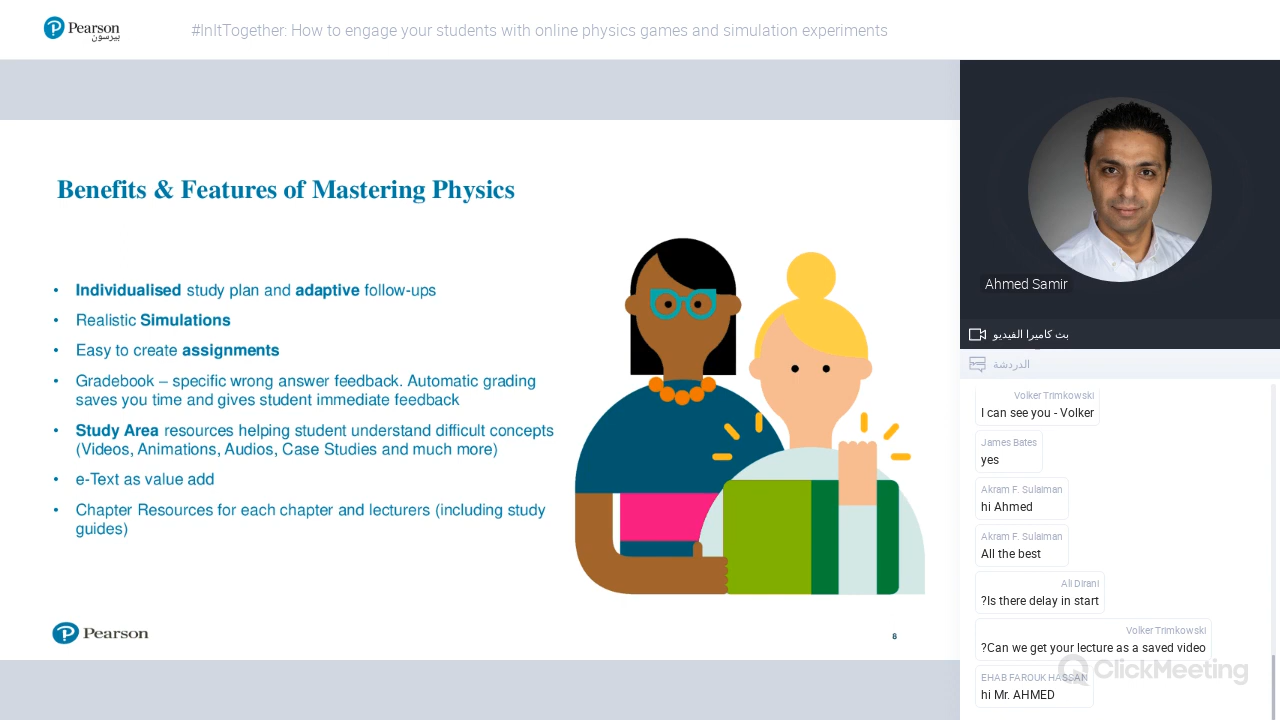 Pearson
بيرسون
#InItTogether: How to engage your students with online physics games and simulation experiments
Benefits & Features of Mastering Physics
• Individualised study plan and adaptive follow-ups
• Realistic Simulations
• Easy to create assignments
• Gradebook – specific wrong answer feedback. Automatic grading
saves you time and gives student immediate feedback
• Study Area resources helping student understand difficult concepts
(Videos, Animations, Audios, Case Studies and much more)
• e-Text as value add
• Chapter Resources for each chapter and lecturers (including study
guides)
Pearson
8
Ahmed Samir
بث كاميرا الفيديو
الدردشة
Volker Trimkowski
I can see you - Volker
James Bates
yes
Akram F. Sulaiman
hi Ahmed
Akram F. Sulaiman
All the best
Ali Dirani
?Is there delay in start
Volker Trimkowski
?Can we get your lecture as a saved video
ClickMeeting
EHAB FAROUK HASSAN
hi Mr. AHMED